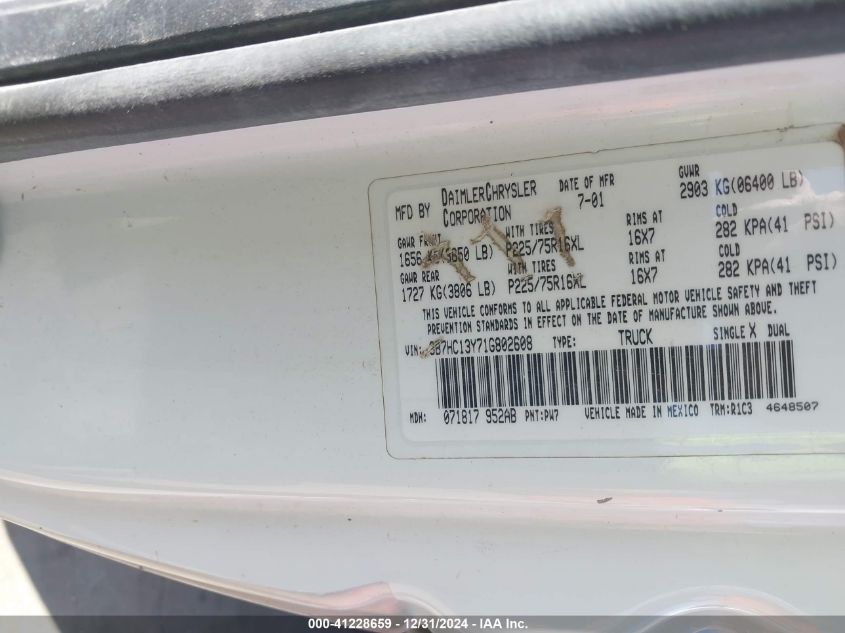 MFD BY DAIMLERCHRYSLER CORPORATION DATE OF MFR 7-01 GVWR 2903 KG(06400 LB)
GAWR FRONT 1656 KG(3650 LB) WITH TIRES P225/75R16XL RIMS AT 16X7 COLD 282 KPA(41 PSI)
GAWR REAR 1727 KG(3806 LB) WITH TIRES P225/75R16XL RIMS AT 16X7 COLD 282 KPA(41 PSI)
THIS VEHICLE CONFORMS TO ALL APPLICABLE FEDERAL MOTOR VEHICLE SAFETY AND THEFT
PREVENTION STANDARDS IN EFFECT ON THE DATE OF MANUFACTURE SHOWN ABOVE.
VIN: 3B7HC13Y71G802608 TYPE: TRUCK SINGLE X DUAL
MDH: 071817 952AB PNT:PW7 VEHICLE MADE IN MEXICO TRM:R1C3 4648507
000-41228659 - 12/31/2024 - IAA Inc.